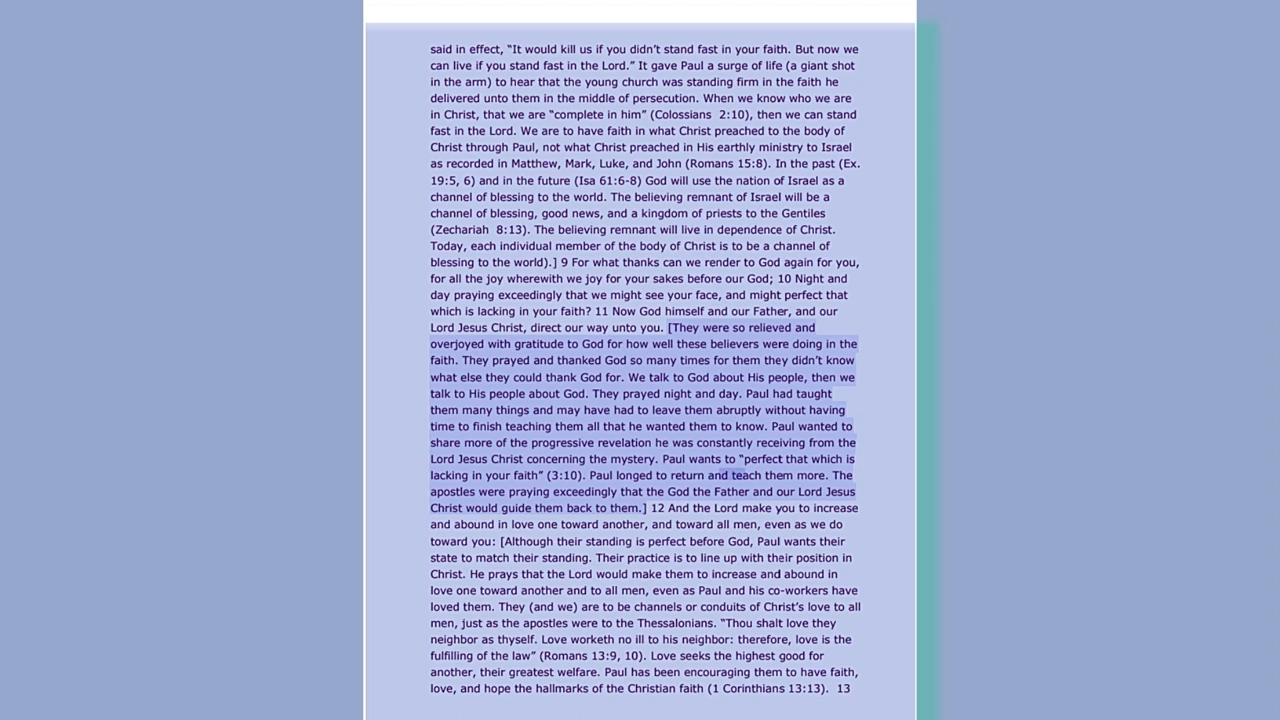 said in effect, “It would kill us if you didn’t stand fast in your faith. But now we
can live if you stand fast in the Lord.” It gave Paul a surge of life (a giant shot
in the arm) to hear that the young church was standing firm in the faith he
delivered unto them in the middle of persecution. When we know who we are
in Christ, that we are “complete in him” (Colossians 2:10), then we can stand
fast in the Lord. We are to have faith in what Christ preached to the body of
Christ through Paul, not what Christ preached in His earthly ministry to Israel
as recorded in Matthew, Mark, Luke, and John (Romans 15:8). In the past (Ex.
19:5, 6) and in the future (Isa 61:6-8) God will use the nation of Israel as a
channel of blessing to the world. The believing remnant of Israel will be a
channel of blessing, good news, and a kingdom of priests to the Gentiles
(Zechariah 8:13). The believing remnant will live in dependence of Christ.
Today, each individual member of the body of Christ is to be a channel of
blessing to the world).] 9 For what thanks can we render to God again for you,
for all the joy wherewith we joy for your sakes before our God; 10 Night and
day praying exceedingly that we might see your face, and might perfect that
which is lacking in your faith? 11 Now God himself and our Father, and our
Lord Jesus Christ, direct our way unto you. [They were so relieved and
overjoyed with gratitude to God for how well these believers were doing in the
faith. They prayed and thanked God so many times for them they didn’t know
what else they could thank God for. We talk to God about His people, then we
talk to His people about God. They prayed night and day. Paul had taught
them many things and may have had to leave them abruptly without having
time to finish teaching them all that he wanted them to know. Paul wanted to
share more of the progressive revelation he was constantly receiving from the
Lord Jesus Christ concerning the mystery. Paul wants to “perfect that which is
lacking in your faith” (3:10). Paul longed to return and teach them more. The
apostles were praying exceedingly that the God the Father and our Lord Jesus
Christ would guide them back to them.] 12 And the Lord make you to increase
and abound in love one toward another, and toward all men, even as we do
toward you: [Although their standing is perfect before God, Paul wants their
state to match their standing. Their practice is to line up with their position in
Christ. He prays that the Lord would make them to increase and abound in
love one toward another and to all men, even as Paul and his co-workers have
loved them. They (and we) are to be channels or conduits of Christ’s love to all
men, just as the apostles were to the Thessalonians. “Thou shalt love they
neighbor as thyself. Love worketh no ill to his neighbor: therefore, love is the
fulfilling of the law” (Romans 13:9, 10). Love seeks the highest good for
another, their greatest welfare. Paul has been encouraging them to have faith,
love, and hope the hallmarks of the Christian faith (1 Corinthians 13:13). 13